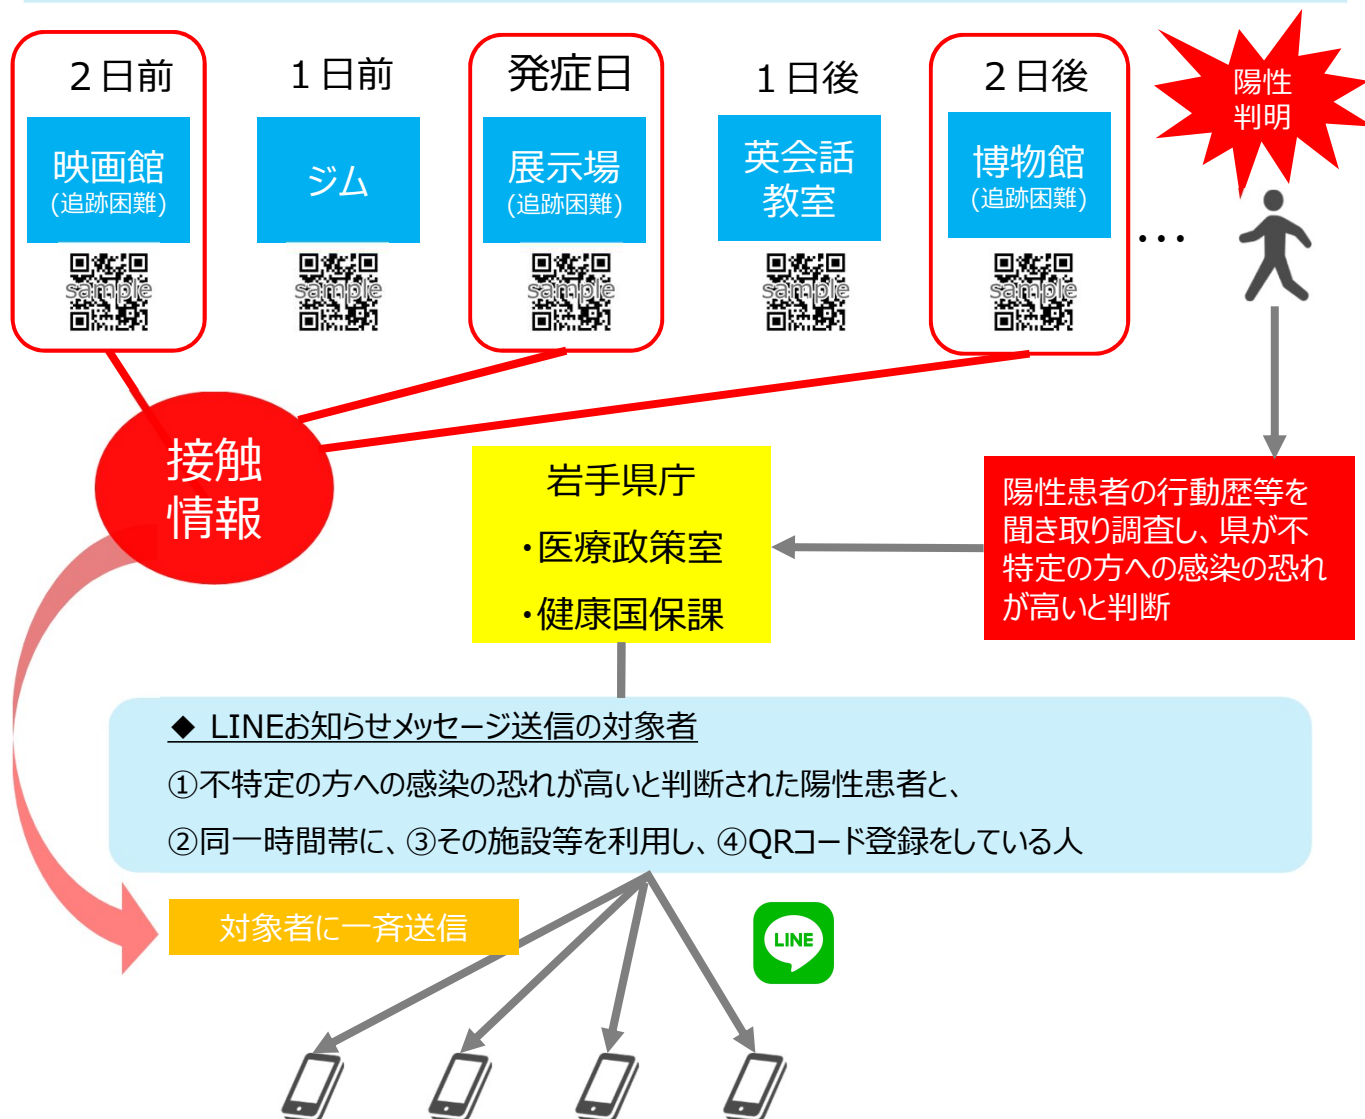 ２日前
１日前
発症日
１日後
２日後
陽性
判明
映画館
(追跡困難)
ジム
展示場
(追跡困難)
英会話
教室
博物館
(追跡困難)
…
sample
sample
sample
sample
sample
接触
情報
岩手県庁
・医療政策室
・健康国保課
陽性患者の行動歴等を
聞き取り調査し、県が不
特定の方への感染の恐れ
が高いと判断
◆ LINEお知らせメッセージ送信の対象者
①不特定の方への感染の恐れが高いと判断された陽性患者と、
②同一時間帯に、③その施設等を利用し、④QRコード登録をしている人
対象者に一斉送信
LINE